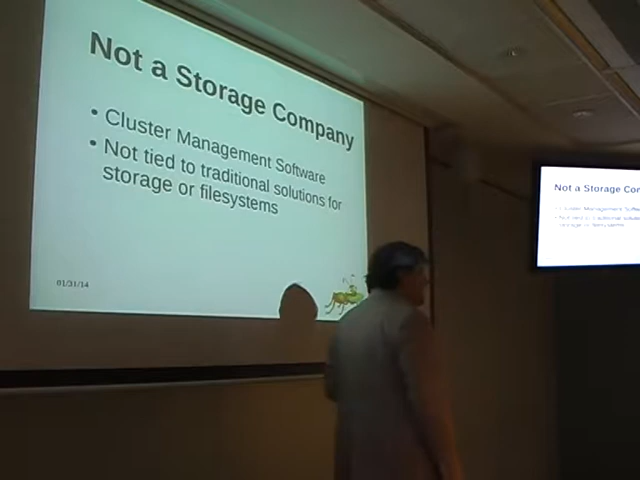 Not a Storage Company
• Cluster Management Software
• Not tied to traditional solutions for
storage or filesystems
01/31/14
Not a Storage Cor